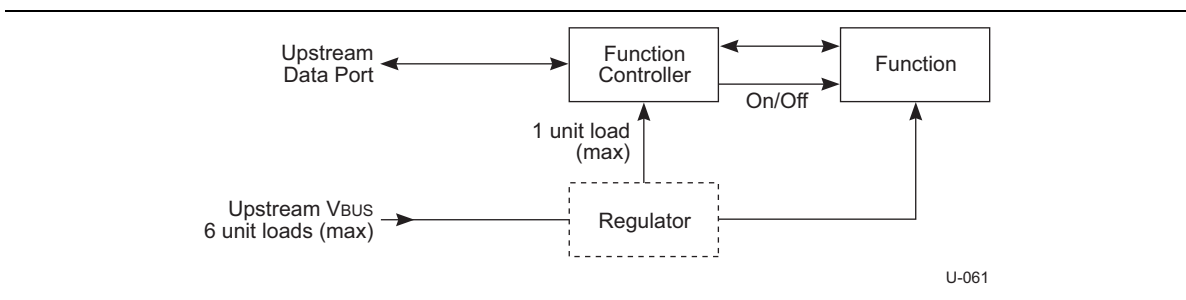 Upstream
Data Port
Function
Controller
Function
On/Off
1 unit load
(max)
Upstream VBUS
6 unit loads (max)
Regulator
U-061